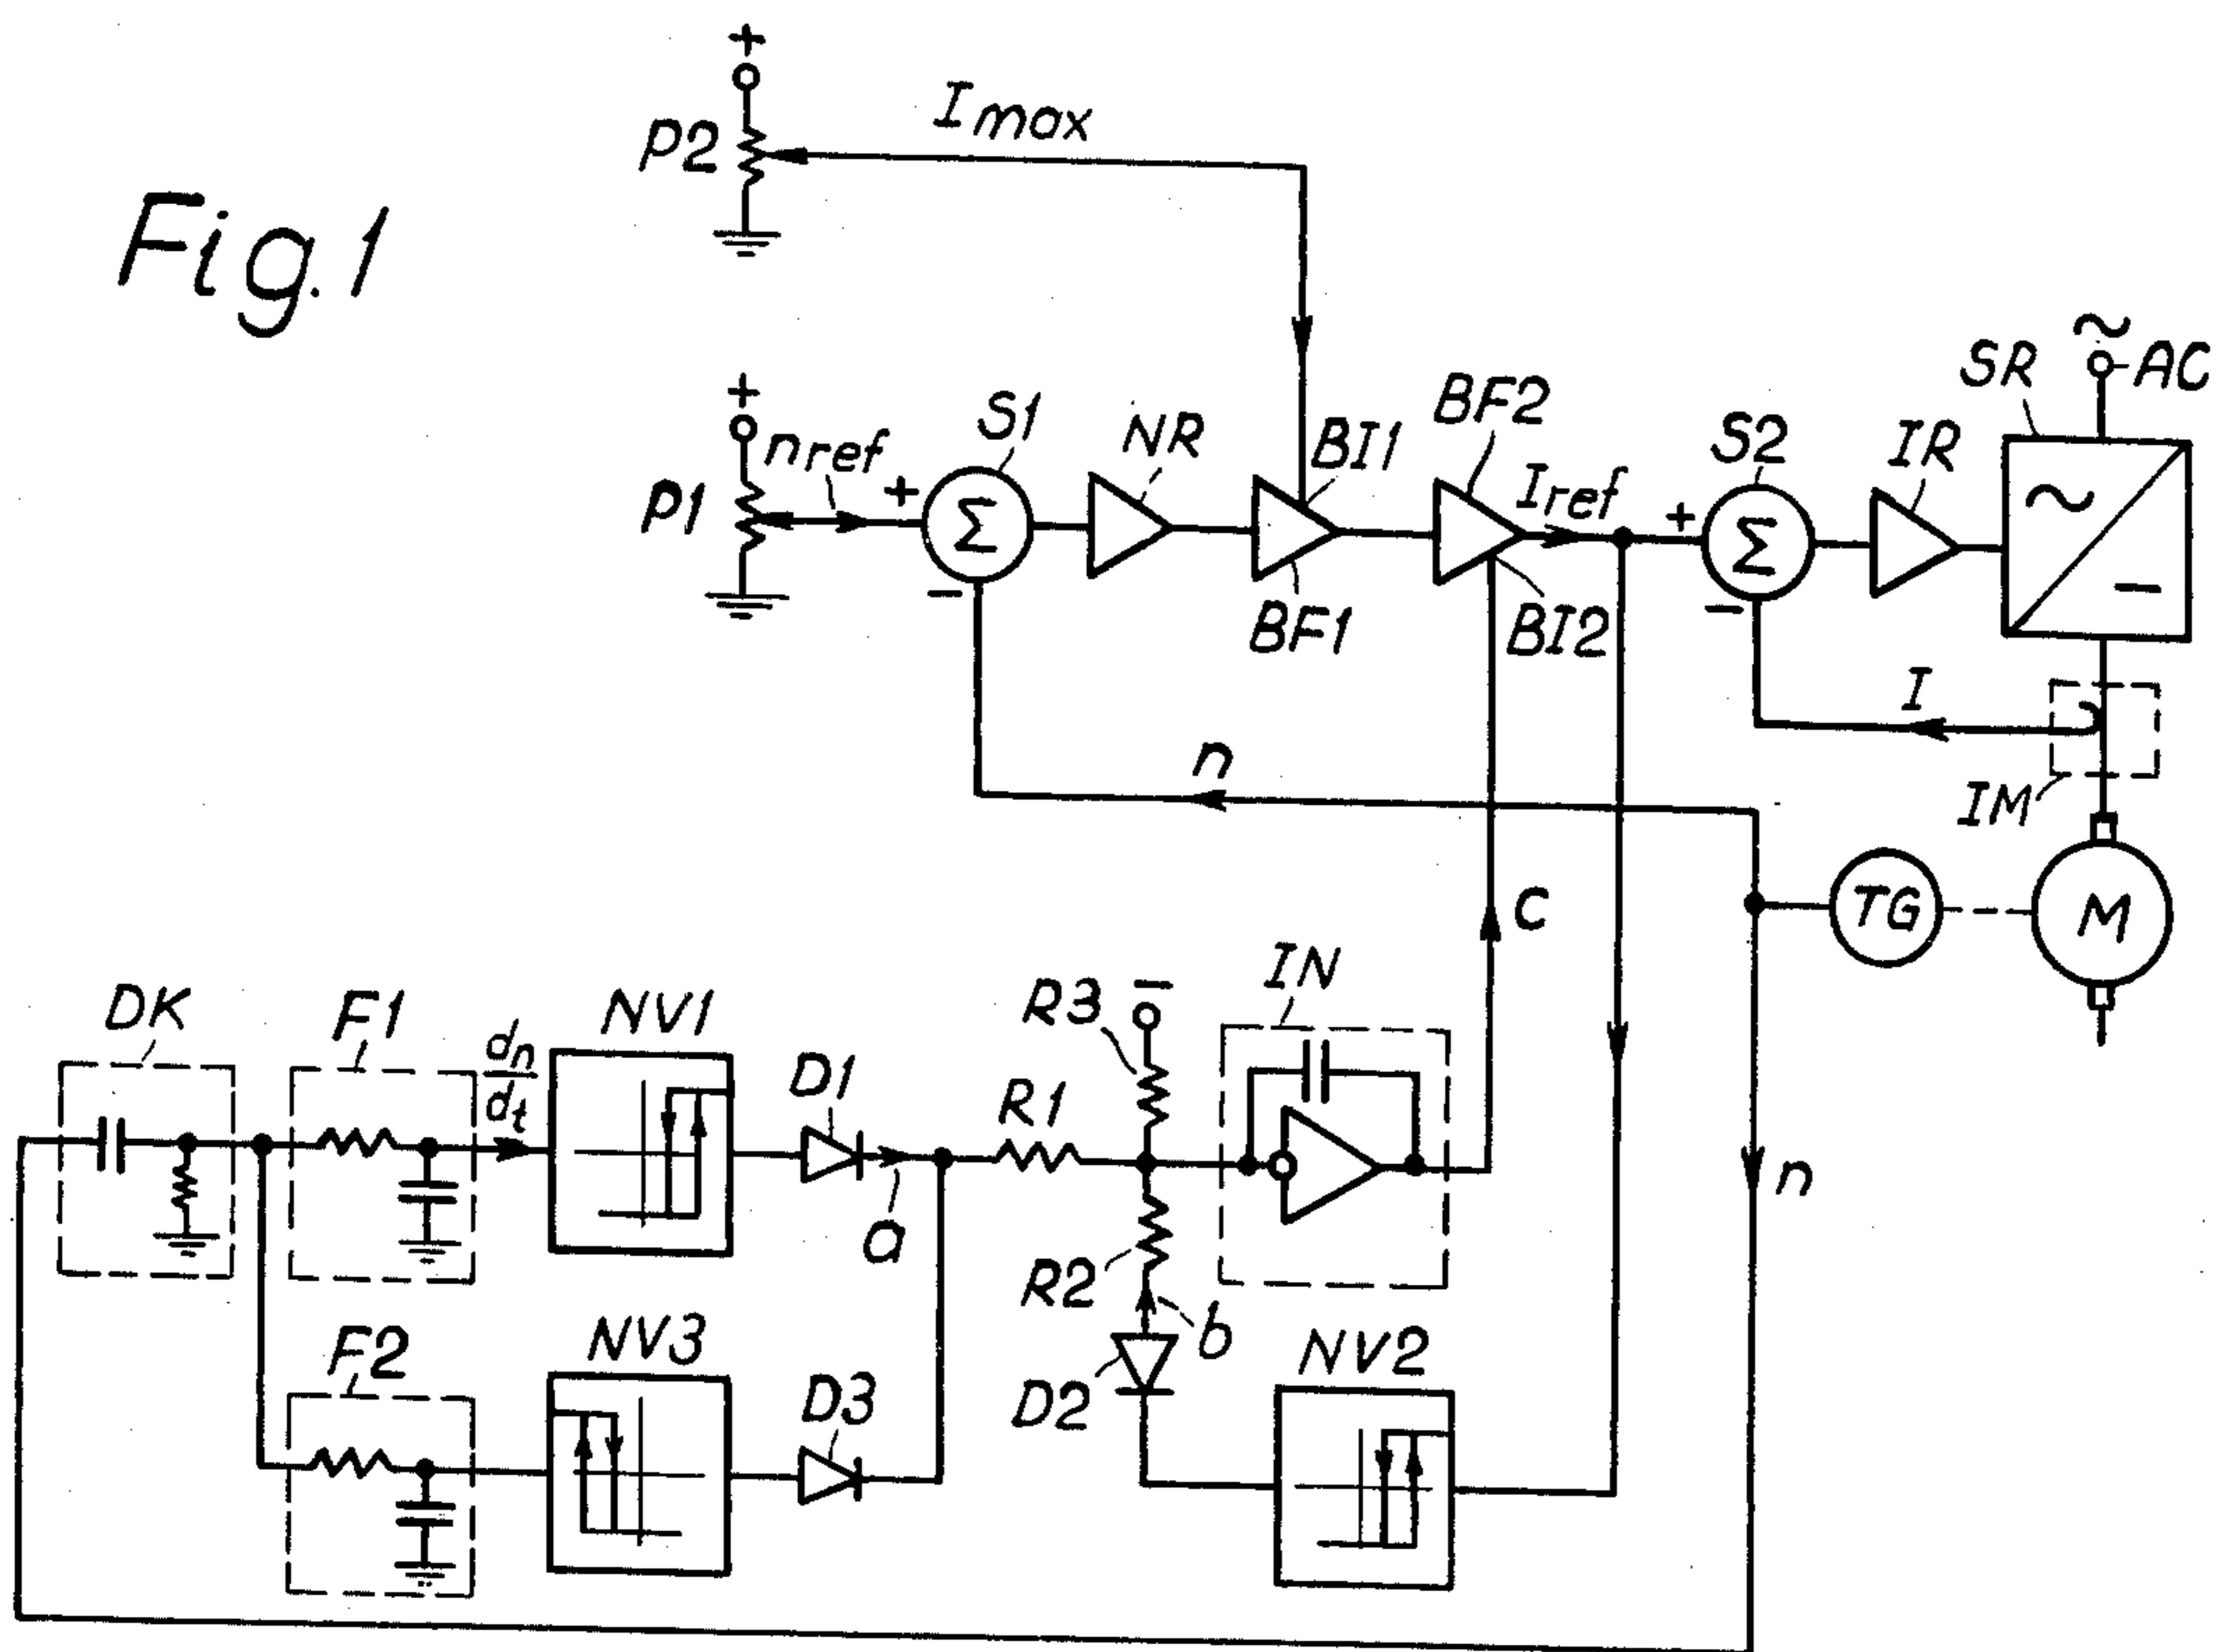 Fig. 1
+
P2
Imax
+
P1
nref
+
S1
Σ
−
NR
BI1
BF1
BF2
Iref
BI2
+
S2
Σ
−
IR
SR
~
AC
~
−
I
IM
n
TG
M
C
n
DK
F1
dn
dt
NV1
D1
a
R1
R3
−
IN
R2
b
D2
NV2
F2
NV3
D3